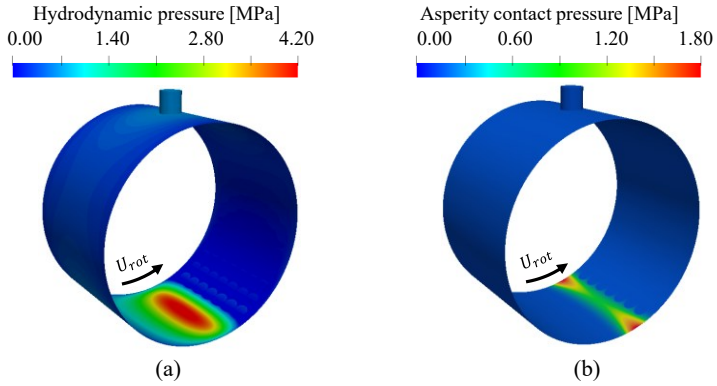 Hydrodynamic pressure [MPa]
0.00 1.40 2.80 4.20
U_rot
(a)
Asperity contact pressure [MPa]
0.00 0.60 1.20 1.80
U_rot
(b)